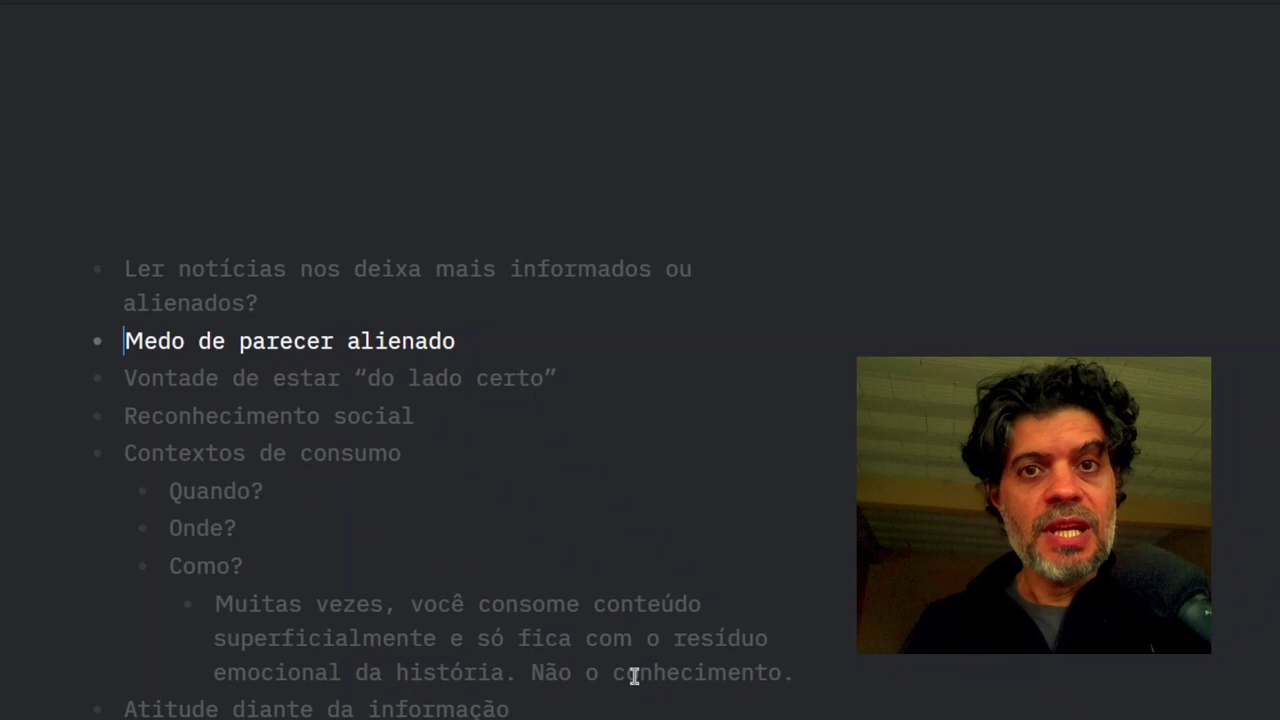 Ler notícias nos deixa mais informados ou
alienados?
Medo de parecer alienado
Vontade de estar “do lado certo”
Reconhecimento social
Contextos de consumo
Quando?
Onde?
Como?
Muitas vezes, você consome conteúdo
superficialmente e só fica com o resíduo
emocional da história. Não o conhecimento.
Atitude diante da informação